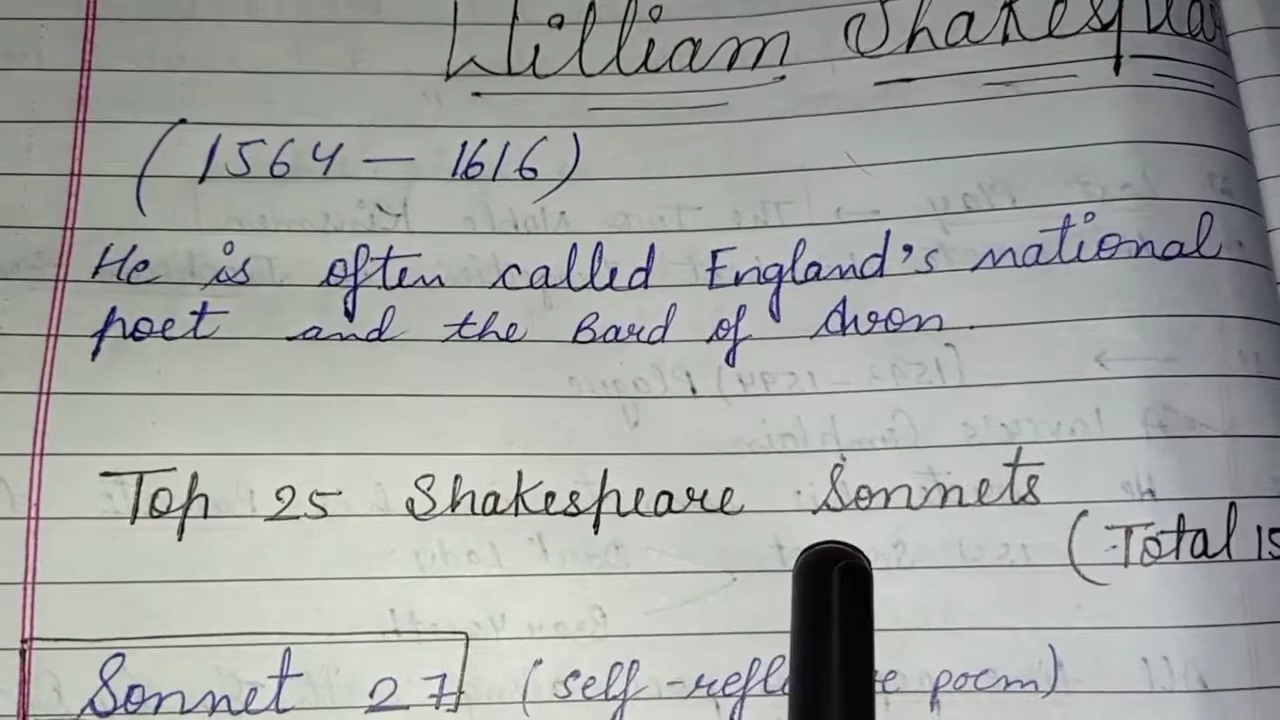 William
(1564 - 1616)
He is often called England's national
poet and the Bard of Avon.
Top 25 Shakespeare Sonnets
(Total 15
Sonnet 27 (self-refl e poem)